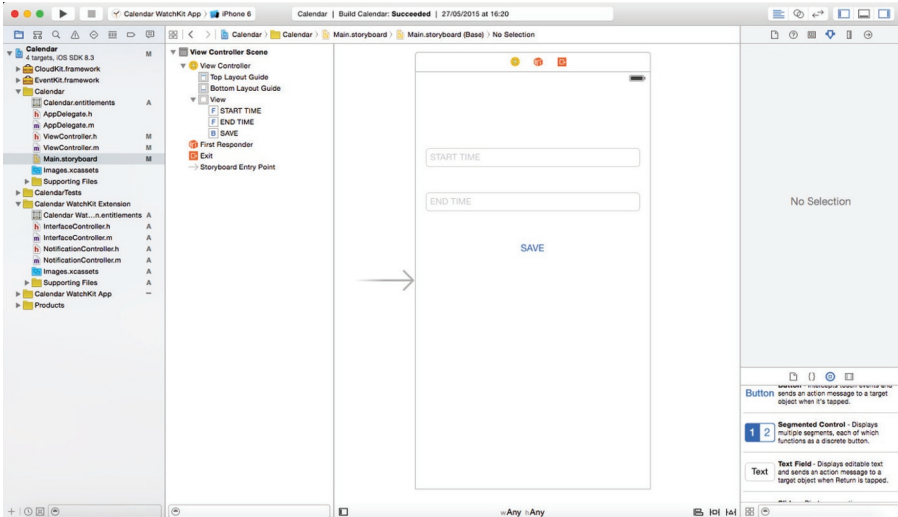 Calendar WatchKit App 〉 iPhone 6
Calendar | Build Calendar: Succeeded | 27/05/2015 at 16:20
Calendar 〉 Calendar 〉 Main.storyboard 〉 Main.storyboard (Base) 〉 No Selection
Calendar M
4 targets, iOS SDK 8.3
CloudKit.framework
EventKit.framework
Calendar
Calendar.entitlements A
AppDelegate.h
AppDelegate.m
ViewController.h M
ViewController.m M
Main.storyboard M
Images.xcassets
Supporting Files
CalendarTests
Calendar WatchKit Extension
Calendar Wat...n.entitlements A
InterfaceController.h A
InterfaceController.m A
NotificationController.h A
NotificationController.m A
Images.xcassets A
Supporting Files A
Calendar WatchKit App –
Products
View Controller Scene
View Controller
Top Layout Guide
Bottom Layout Guide
View
F START TIME
F END TIME
B SAVE
First Responder
Exit
Storyboard Entry Point
START TIME
END TIME
SAVE
wAny hAny
No Selection
Button
sends an action message to a target
object when it's tapped.
1 2
Segmented Control - Displays
multiple segments, each of which
functions as a discrete button.
Text
Text Field - Displays editable text
and sends an action message to a
target object when Return is tapped.